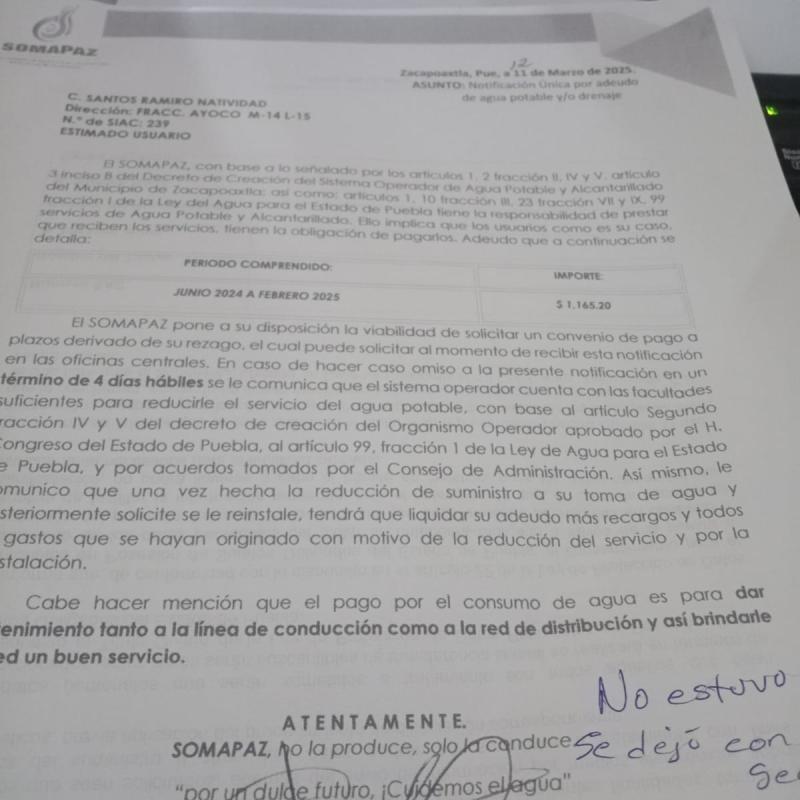 SOMAPAZ
12
Zacapoaxtla, Pue, a 11 de Marzo de 2025.
ASUNTO: Notificación Única por adeudo
de agua potable y/o drenaje
C. SANTOS RAMIRO NATIVIDAD
Dirección: FRACC. AYOCO M-14 L-15
N.° de SIAC: 239
ESTIMADO USUARIO
El SOMAPAZ, con base a lo señalado por los artículos 1, 2 fracción II, IV y V, artículo
3 inciso B del Decreto de Creación del Sistema Operador de Agua Potable y Alcantarillado
del Municipio de Zacapoaxtla; así como; artículos 1, 10 fracción III, 23 fracción VII y IX, 99
fracción I de la Ley del Agua para el Estado de Puebla tiene la responsabilidad de prestar
servicios de Agua Potable y Alcantarillado. Ello implica que los usuarios como es su caso,
que reciben los servicios, tienen la obligación de pagarlos. Adeudo que a continuación se
detalla:
PERIODO COMPRENDIDO: IMPORTE:
JUNIO 2024 A FEBRERO 2025 $ 1,165.20
El SOMAPAZ pone a su disposición la viabilidad de solicitar un convenio de pago a
plazos derivado de su rezago, el cual puede solicitar al momento de recibir esta notificación
en las oficinas centrales. En caso de hacer caso omiso a la presente notificación en un
término de 4 días hábiles se le comunica que el sistema operador cuenta con las facultades
suficientes para reducirle el servicio del agua potable, con base al artículo Segundo
racción IV y V del decreto de creación del Organismo Operador aprobado por el H.
Congreso del Estado de Puebla, al artículo 99, fracción 1 de la Ley de Agua para el Estado
e Puebla, y por acuerdos tomados por el Consejo de Administración. Así mismo, le
omunico que una vez hecha la reducción de suministro a su toma de agua y
steriormente solicite se le reinstale, tendrá que liquidar su adeudo más recargos y todos
gastos que se hayan originado con motivo de la reducción del servicio y por la
stalación.
Cabe hacer mención que el pago por el consumo de agua es para dar
enimiento tanto a la línea de conducción como a la red de distribución y así brindarle
ed un buen servicio.
No estuvo
ATENTAMENTE.
SOMAPAZ, no la produce, solo la conduce
Se dejó con
"por un dulce futuro, ¡Cuidemos el agua"